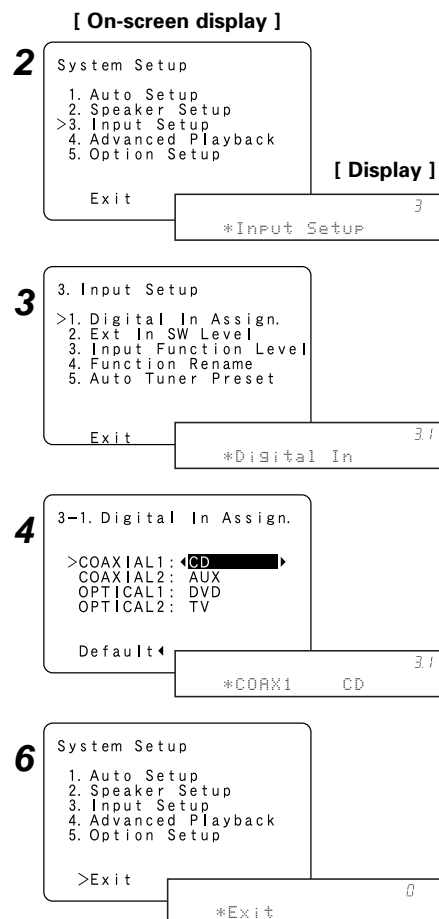 [ On-screen display ]
2
System Setup
1. Auto Setup
2. Speaker Setup
>3. Input Setup
4. Advanced Playback
5. Option Setup
Exit
[ Display ]
3
*Input Setup
3
3. Input Setup
>1. Digital In Assign.
2. Ext In SW Level
3. Input Function Level
4. Function Rename
5. Auto Tuner Preset
Exit
3.1
*Digital In
4
3-1. Digital In Assign.
>COAXIAL1: ◀CD▶
COAXIAL2: AUX
OPTICAL1: DVD
OPTICAL2: TV
Default◀
3.1
*COAX1 CD
6
System Setup
1. Auto Setup
2. Speaker Setup
3. Input Setup
4. Advanced Playback
5. Option Setup
>Exit
0
*Exit